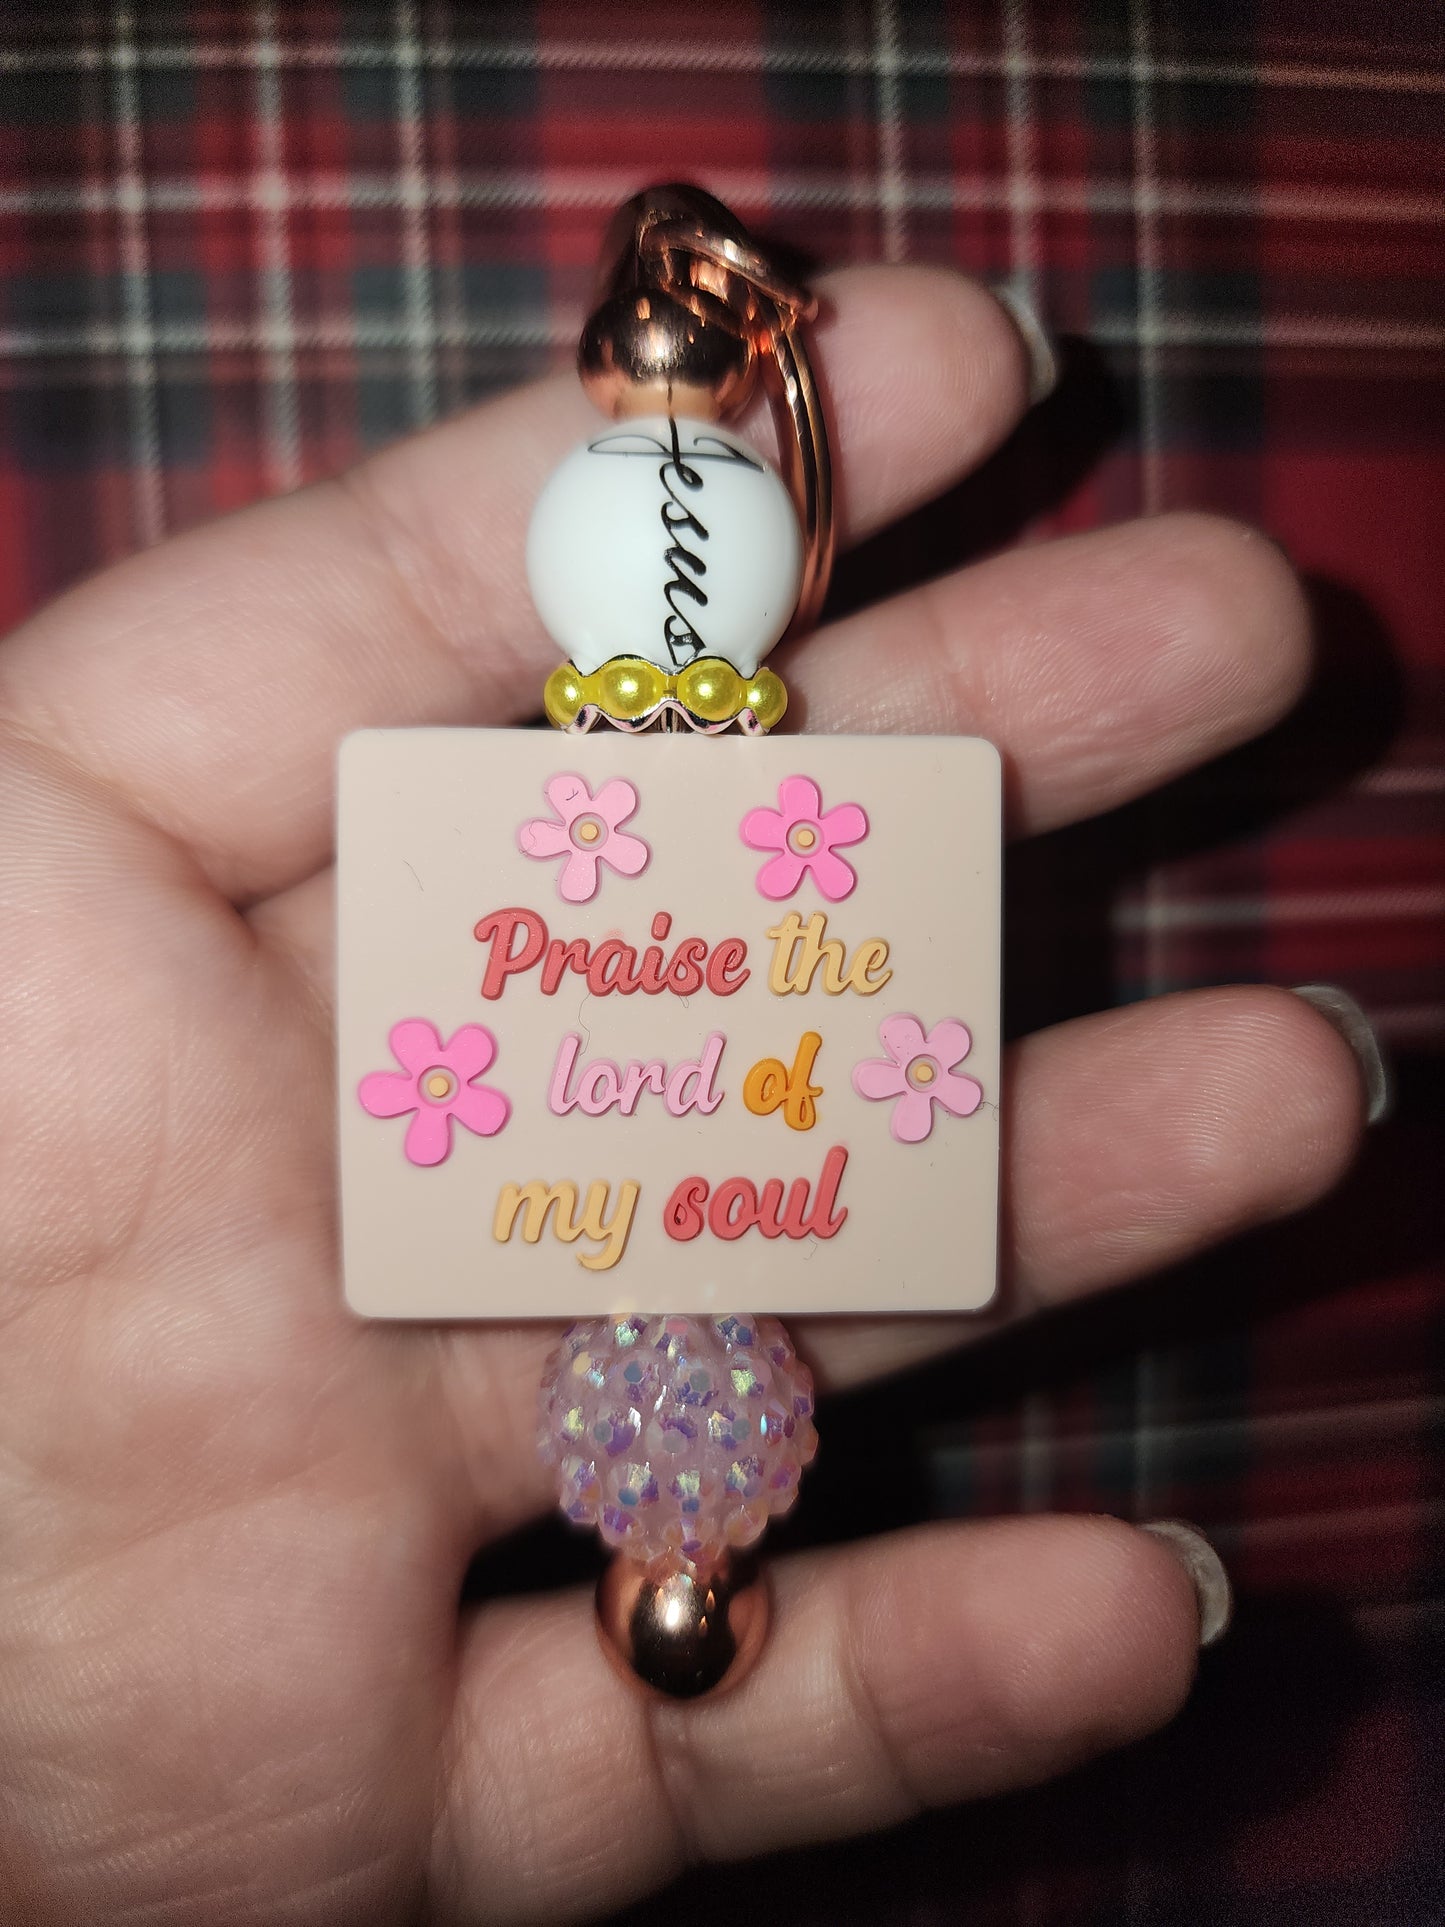 Jesus
Praise the
lord of
my soul